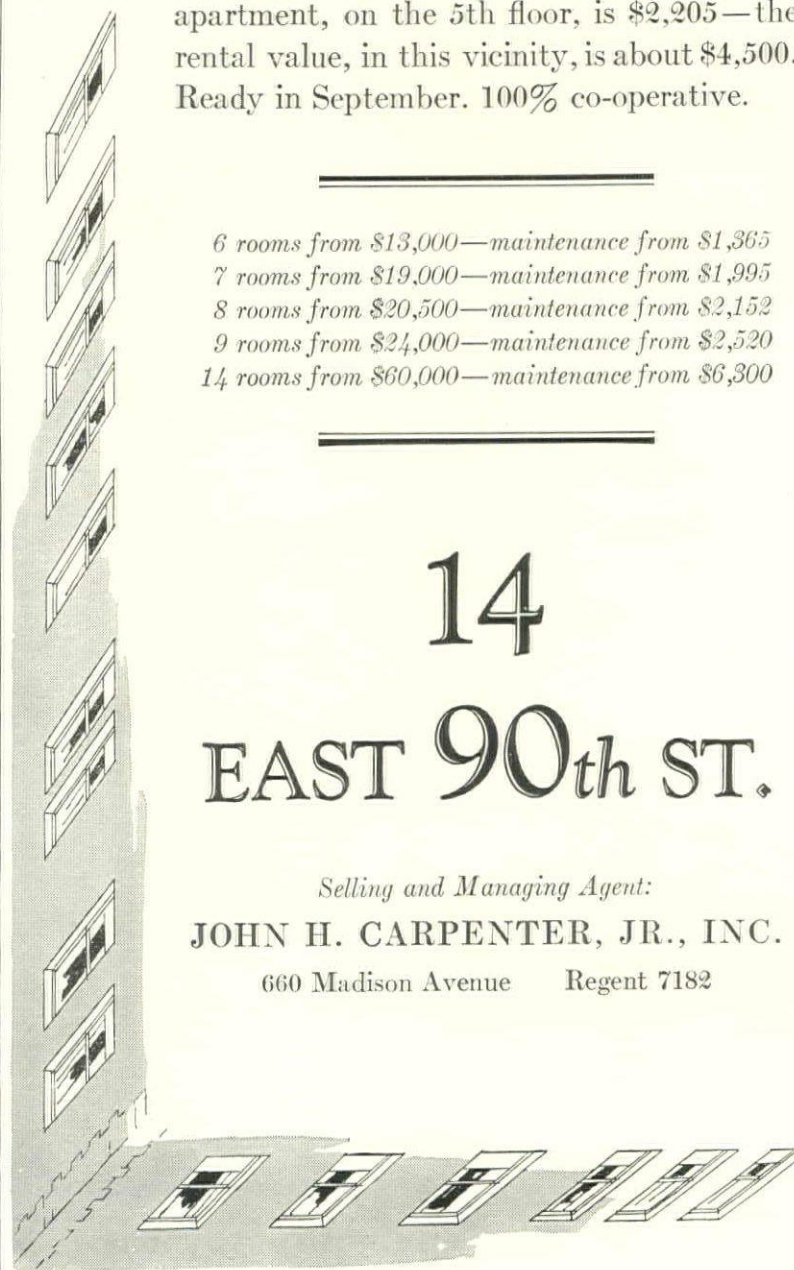 apartment, on the 5th floor, is $2,205—the
rental value, in this vicinity, is about $4,500.
Ready in September. 100% co-operative.
6 rooms from $13,000—maintenance from $1,365
7 rooms from $19,000—maintenance from $1,995
8 rooms from $20,500—maintenance from $2,152
9 rooms from $24,000—maintenance from $2,520
14 rooms from $60,000—maintenance from $6,300
14
EAST 90th ST.
Selling and Managing Agent:
JOHN H. CARPENTER, JR., INC.
660 Madison Avenue Regent 7182